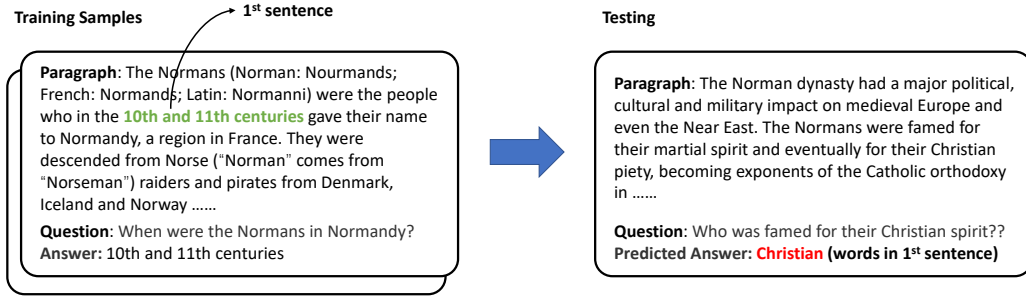 Training Samples
1st sentence
Paragraph: The Normans (Norman: Nourmands;
French: Normands; Latin: Normanni) were the people
who in the 10th and 11th centuries gave their name
to Normandy, a region in France. They were
descended from Norse (“Norman” comes from
“Norseman”) raiders and pirates from Denmark,
Iceland and Norway ……
Question: When were the Normans in Normandy?
Answer: 10th and 11th centuries
Testing
Paragraph: The Norman dynasty had a major political,
cultural and military impact on medieval Europe and
even the Near East. The Normans were famed for
their martial spirit and eventually for their Christian
piety, becoming exponents of the Catholic orthodoxy
in ……
Question: Who was famed for their Christian spirit??
Predicted Answer: Christian (words in 1st sentence)